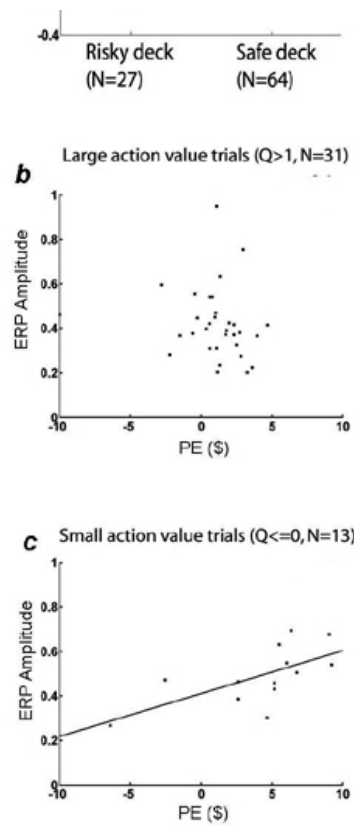 -0.4
Risky deck Safe deck
(N=27) (N=64)
b Large action value trials (Q>1, N=31)
1
0.8
0.6
0.4
0.2
0
-10 -5 0 5 10
ERP Amplitude
PE ($)
c Small action value trials (Q<=0, N=13)
1
0.8
0.6
0.4
0.2
0
-10 -5 0 5 10
ERP Amplitude
PE ($)